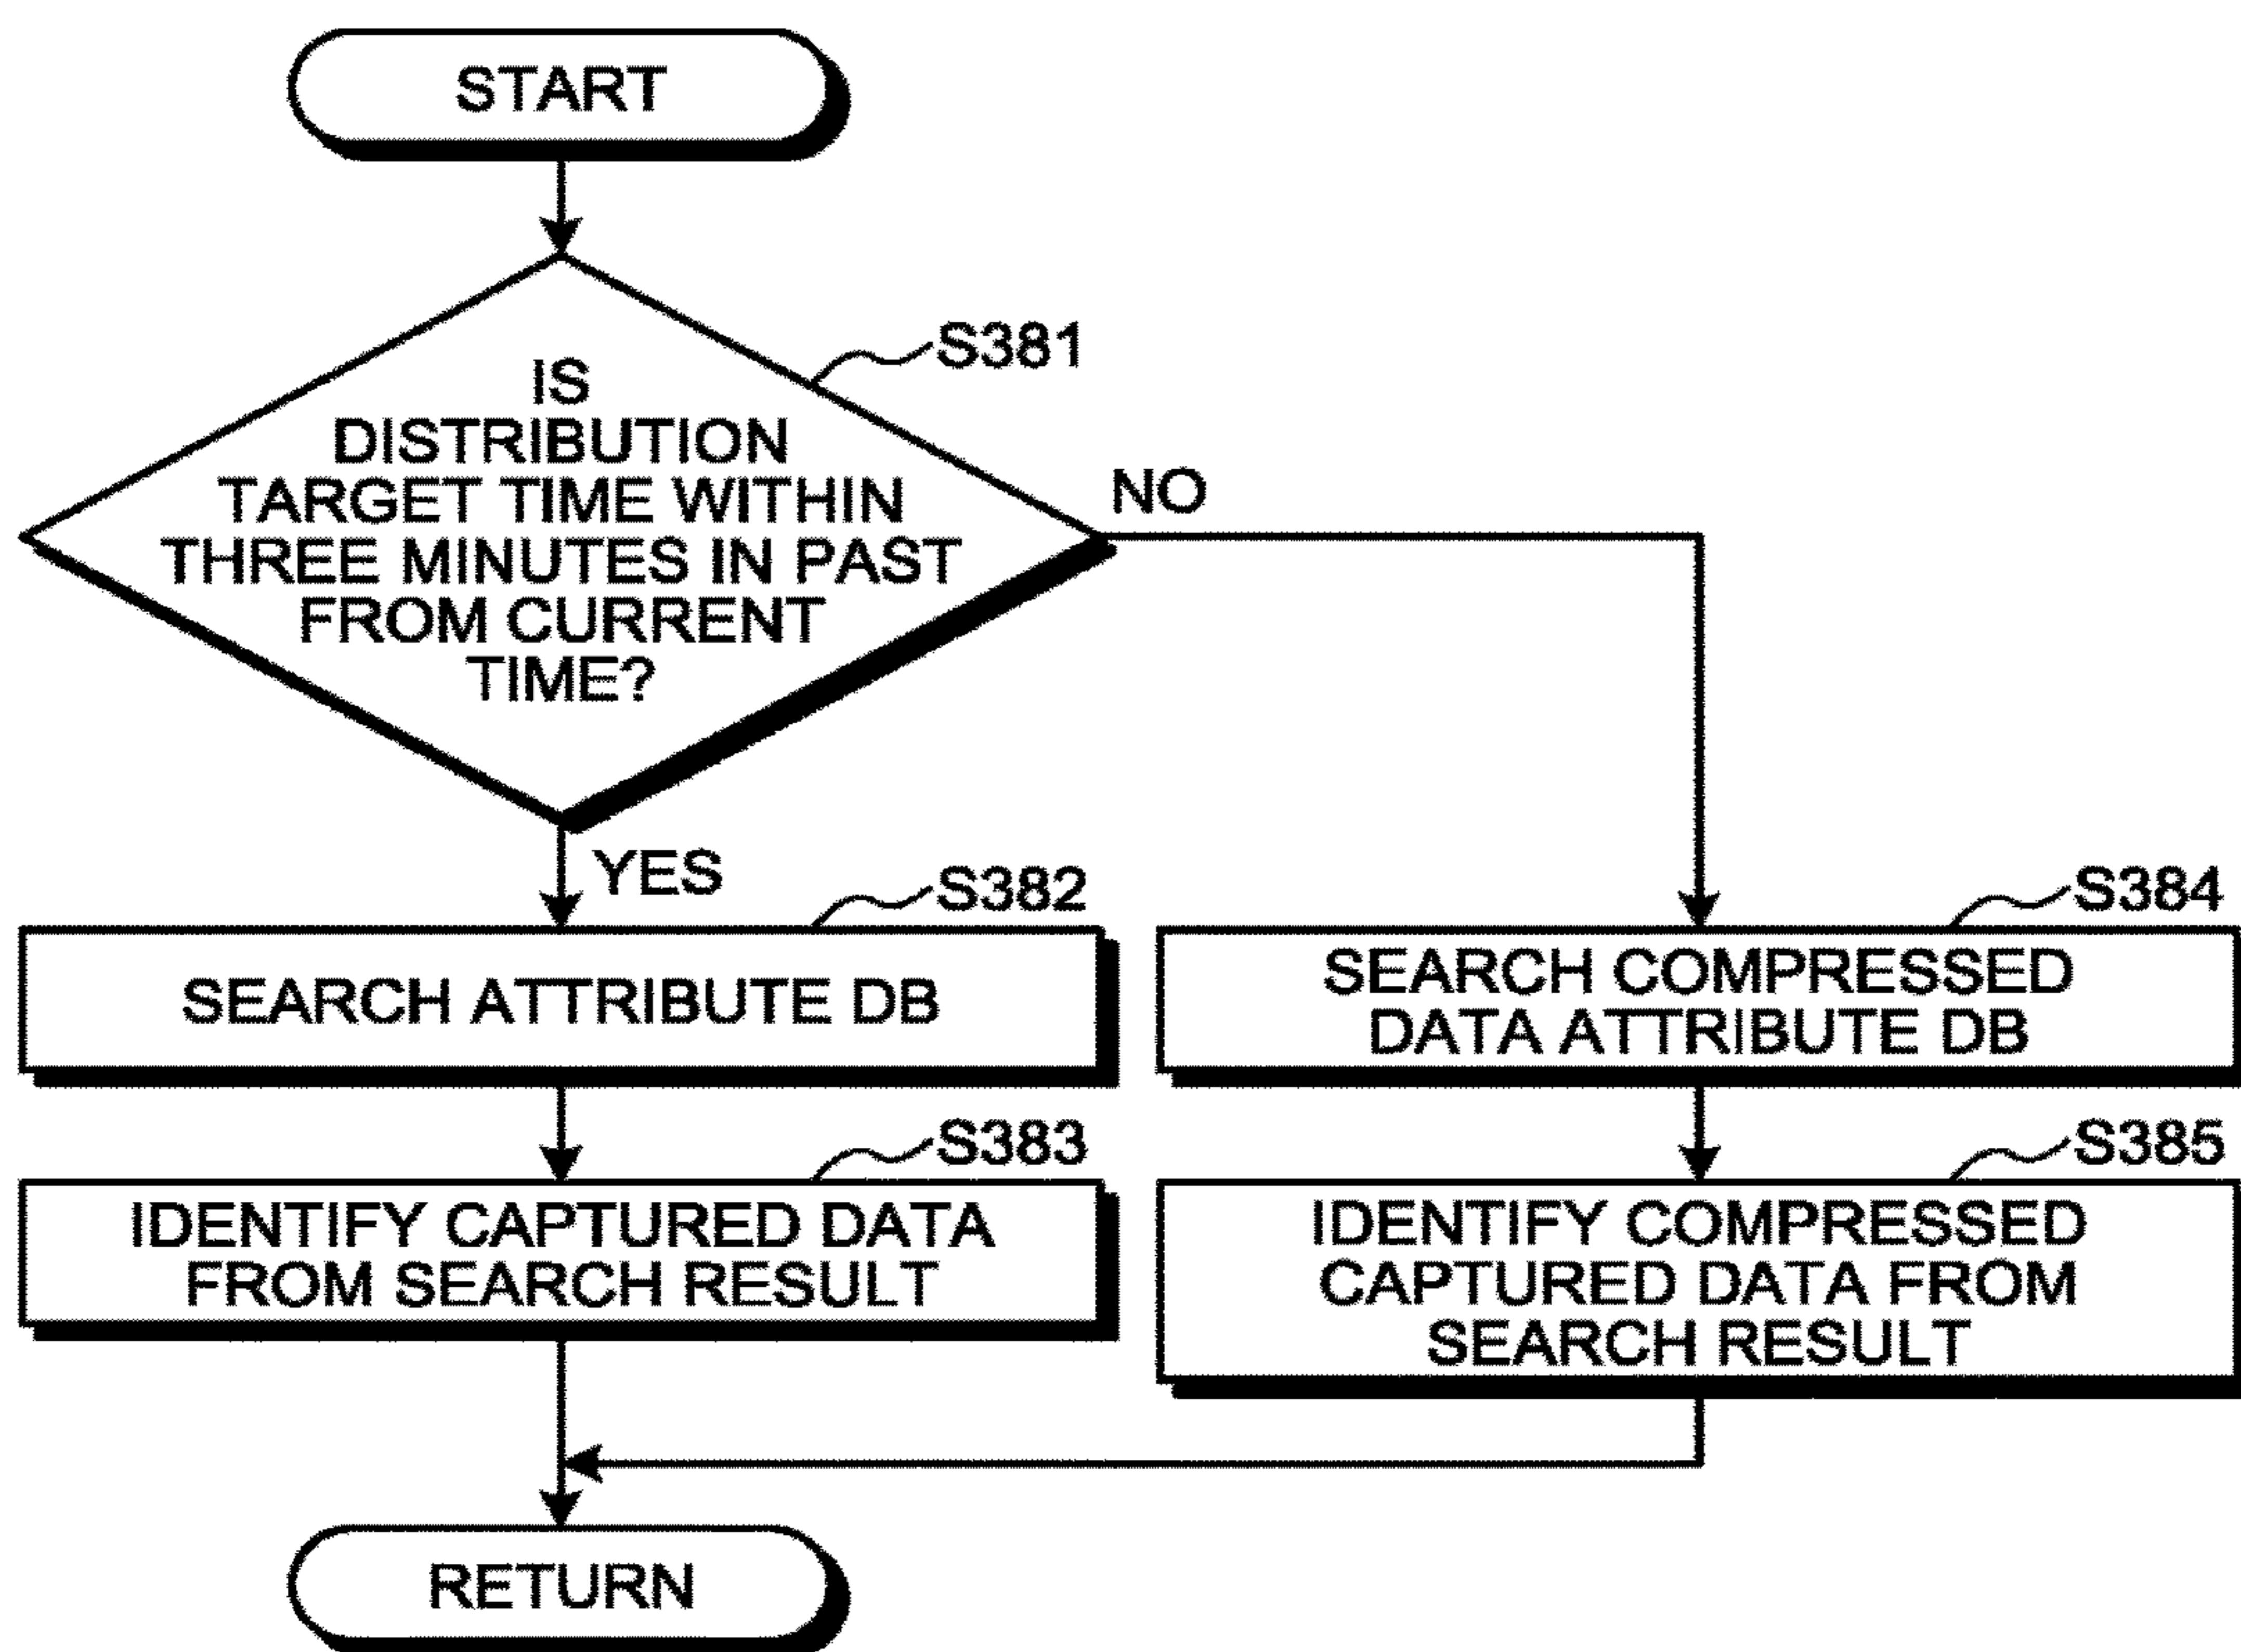 START
S381
IS
DISTRIBUTION
TARGET TIME WITHIN
THREE MINUTES IN PAST
FROM CURRENT
TIME?
NO
YES
S382
SEARCH ATTRIBUTE DB
S383
IDENTIFY CAPTURED DATA
FROM SEARCH RESULT
S384
SEARCH COMPRESSED
DATA ATTRIBUTE DB
S385
IDENTIFY COMPRESSED
CAPTURED DATA FROM
SEARCH RESULT
RETURN